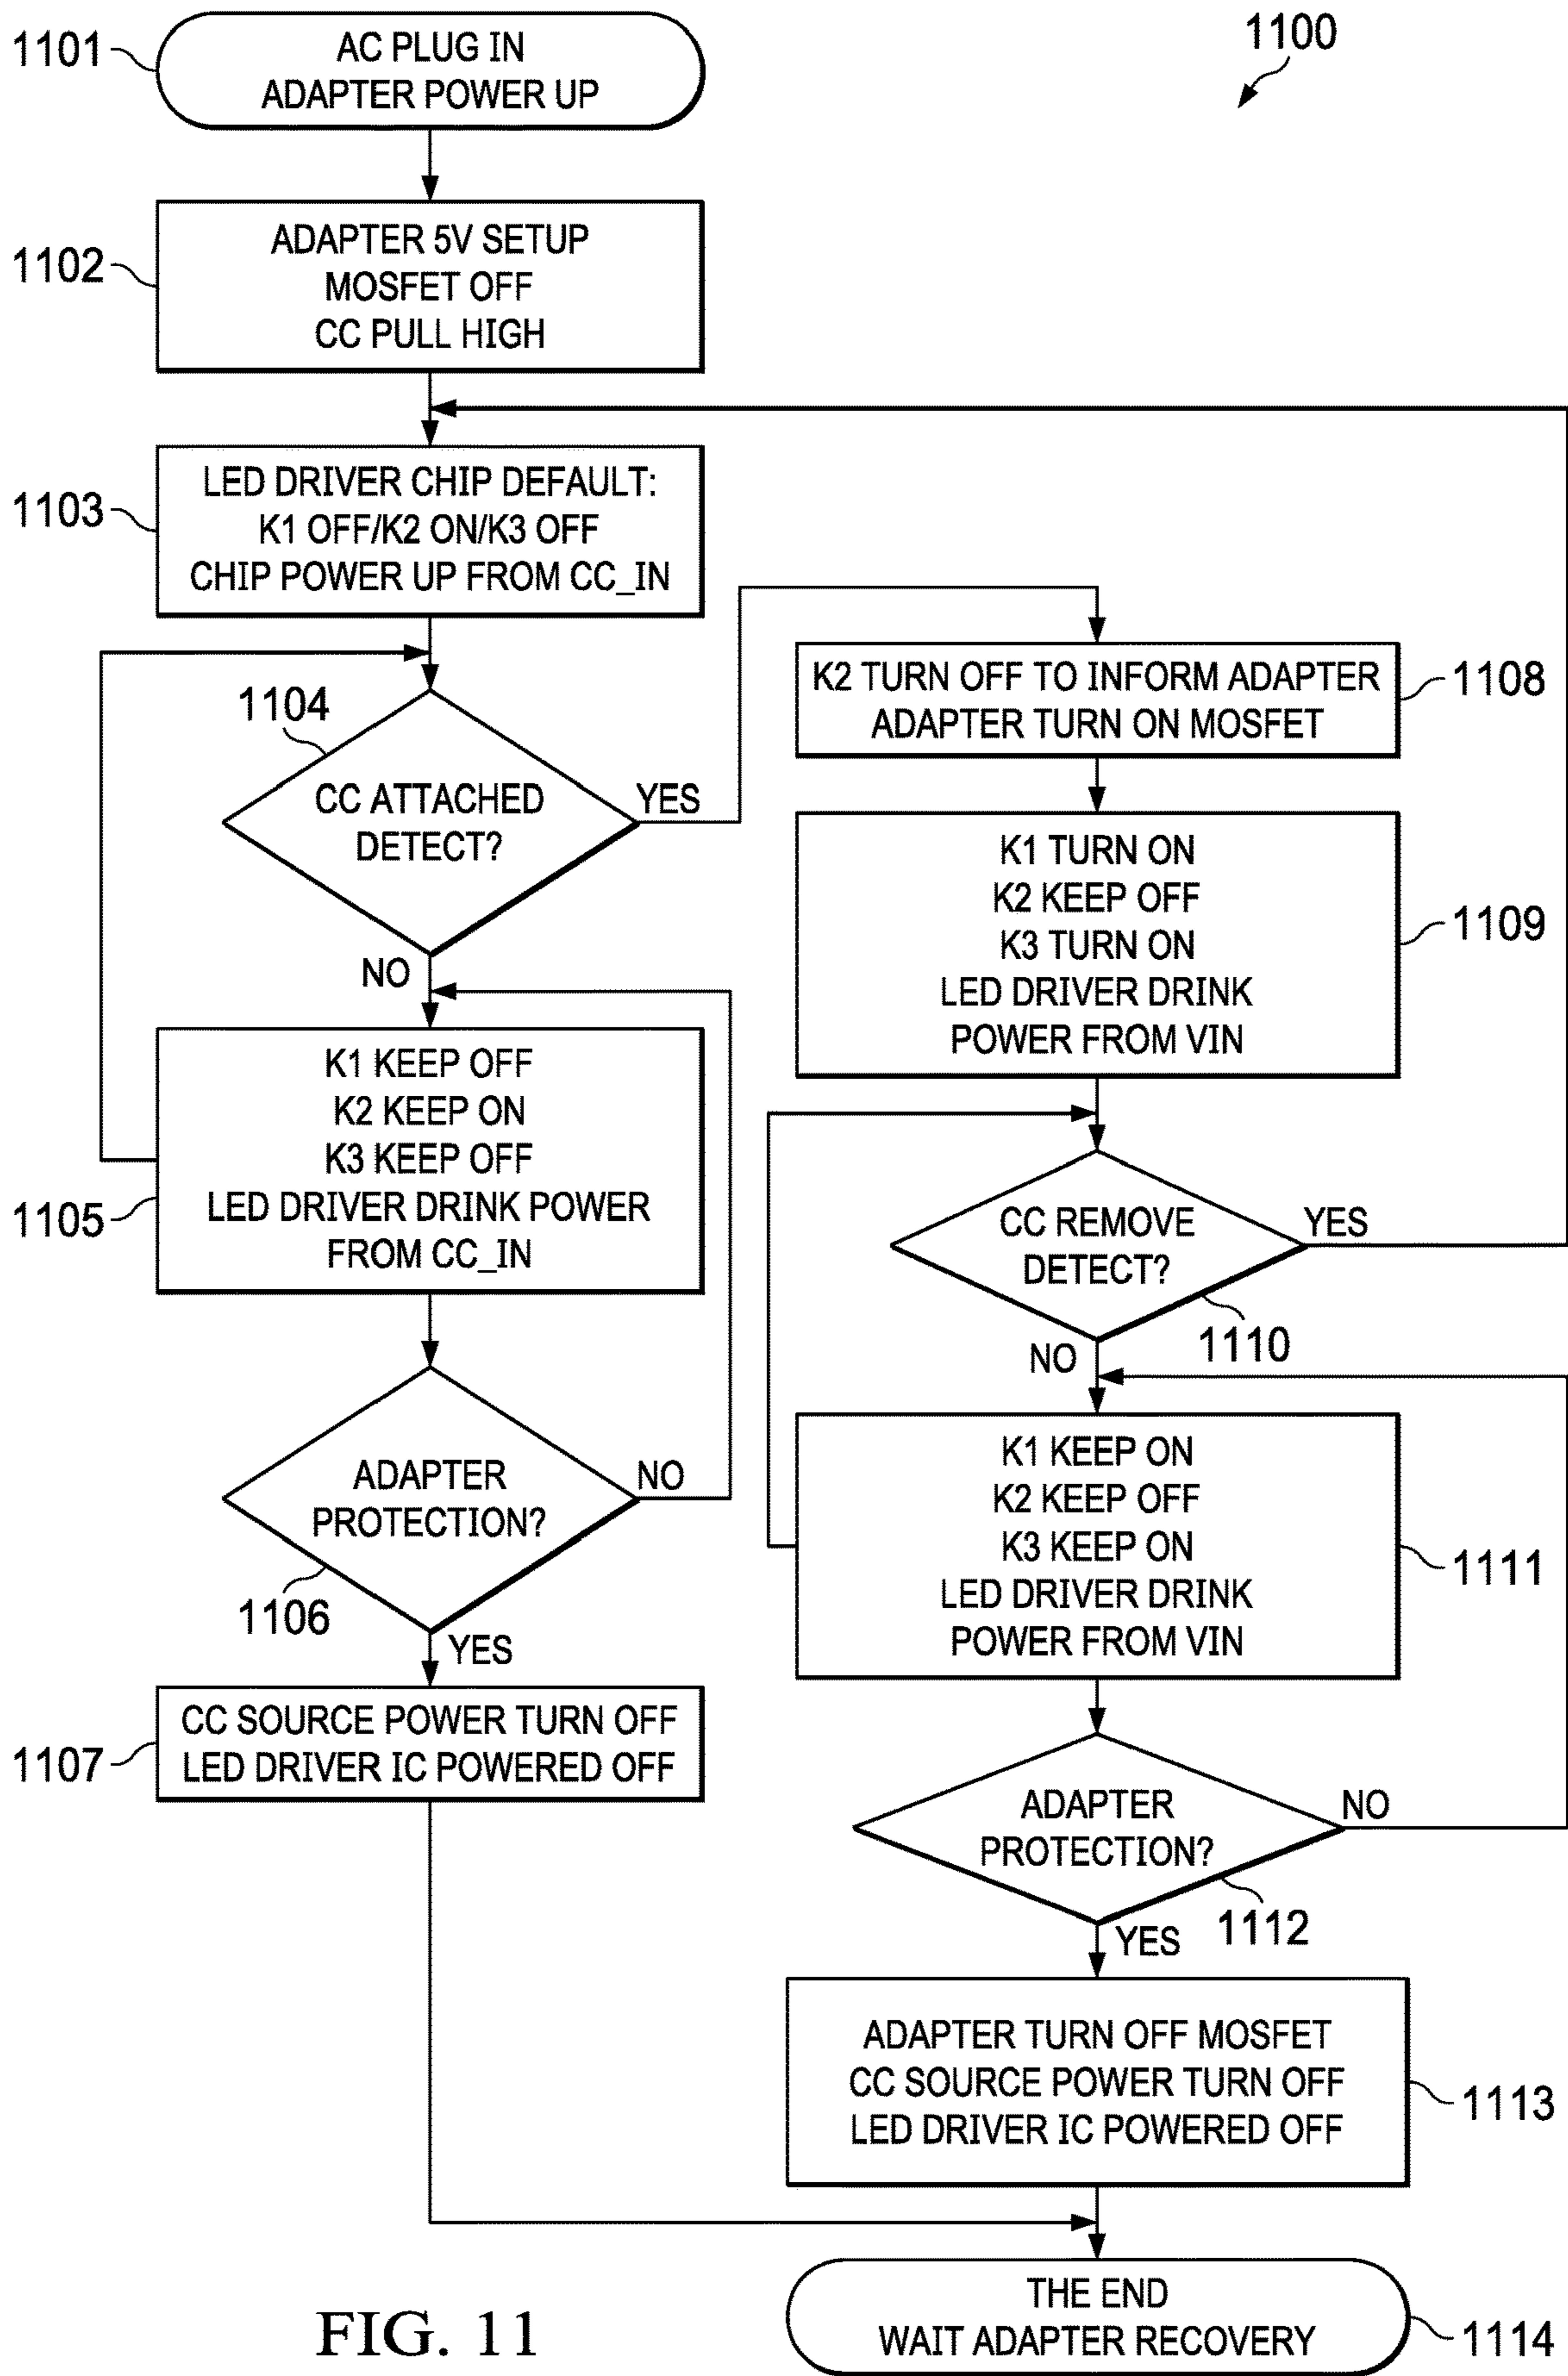 1100
1101
AC PLUG IN
ADAPTER POWER UP
1102
ADAPTER 5V SETUP
MOSFET OFF
CC PULL HIGH
1103
LED DRIVER CHIP DEFAULT:
K1 OFF/K2 ON/K3 OFF
CHIP POWER UP FROM CC_IN
1104
CC ATTACHED
DETECT?
YES
NO
1105
K1 KEEP OFF
K2 KEEP ON
K3 KEEP OFF
LED DRIVER DRINK POWER
FROM CC_IN
ADAPTER
PROTECTION?
NO
1106
YES
1107
CC SOURCE POWER TURN OFF
LED DRIVER IC POWERED OFF
K2 TURN OFF TO INFORM ADAPTER
ADAPTER TURN ON MOSFET
1108
K1 TURN ON
K2 KEEP OFF
K3 TURN ON
LED DRIVER DRINK
POWER FROM VIN
1109
CC REMOVE
DETECT?
YES
1110
NO
K1 KEEP ON
K2 KEEP OFF
K3 KEEP ON
LED DRIVER DRINK
POWER FROM VIN
1111
ADAPTER
PROTECTION?
NO
1112
YES
ADAPTER TURN OFF MOSFET
CC SOURCE POWER TURN OFF
LED DRIVER IC POWERED OFF
1113
THE END
WAIT ADAPTER RECOVERY
1114
FIG. 11